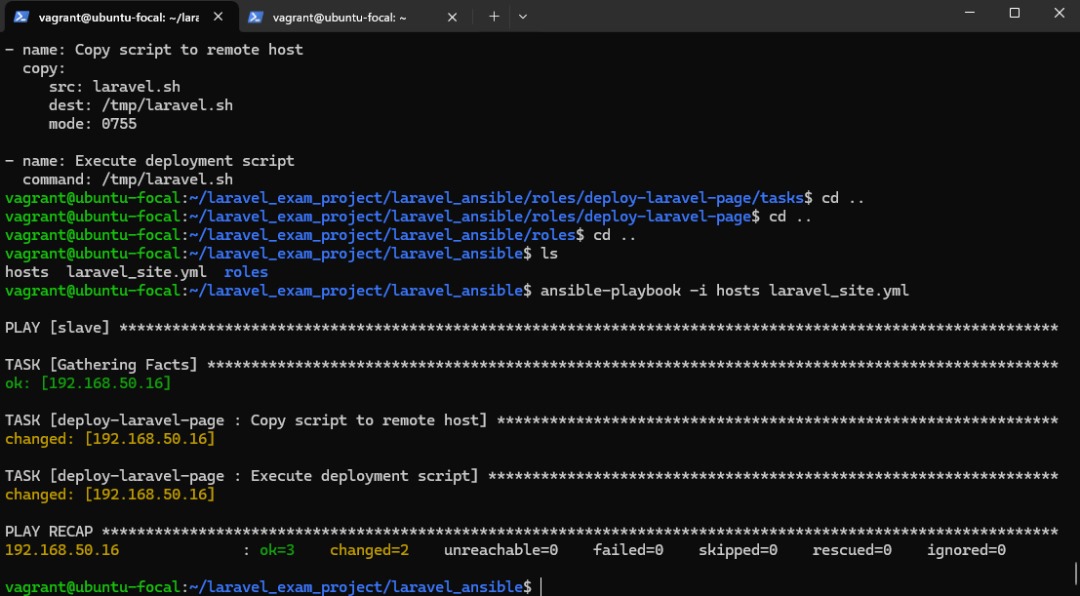 vagrant@ubuntu-focal: ~/lara
vagrant@ubuntu-focal: ~
- name: Copy script to remote host
  copy:
     src: laravel.sh
     dest: /tmp/laravel.sh
     mode: 0755
- name: Execute deployment script
  command: /tmp/laravel.sh
vagrant@ubuntu-focal:~/laravel_exam_project/laravel_ansible/roles/deploy-laravel-page/tasks$ cd ..
vagrant@ubuntu-focal:~/laravel_exam_project/laravel_ansible/roles/deploy-laravel-page$ cd ..
vagrant@ubuntu-focal:~/laravel_exam_project/laravel_ansible/roles$ cd ..
vagrant@ubuntu-focal:~/laravel_exam_project/laravel_ansible$ ls
hosts  laravel_site.yml  roles
vagrant@ubuntu-focal:~/laravel_exam_project/laravel_ansible$ ansible-playbook -i hosts laravel_site.yml
PLAY [slave] ***********************************************************************************************************
TASK [Gathering Facts] *************************************************************************************************
ok: [192.168.50.16]
TASK [deploy-laravel-page : Copy script to remote host] ****************************************************************
changed: [192.168.50.16]
TASK [deploy-laravel-page : Execute deployment script] *****************************************************************
changed: [192.168.50.16]
PLAY RECAP *************************************************************************************************************
192.168.50.16              : ok=3    changed=2    unreachable=0    failed=0    skipped=0    rescued=0    ignored=0
vagrant@ubuntu-focal:~/laravel_exam_project/laravel_ansible$